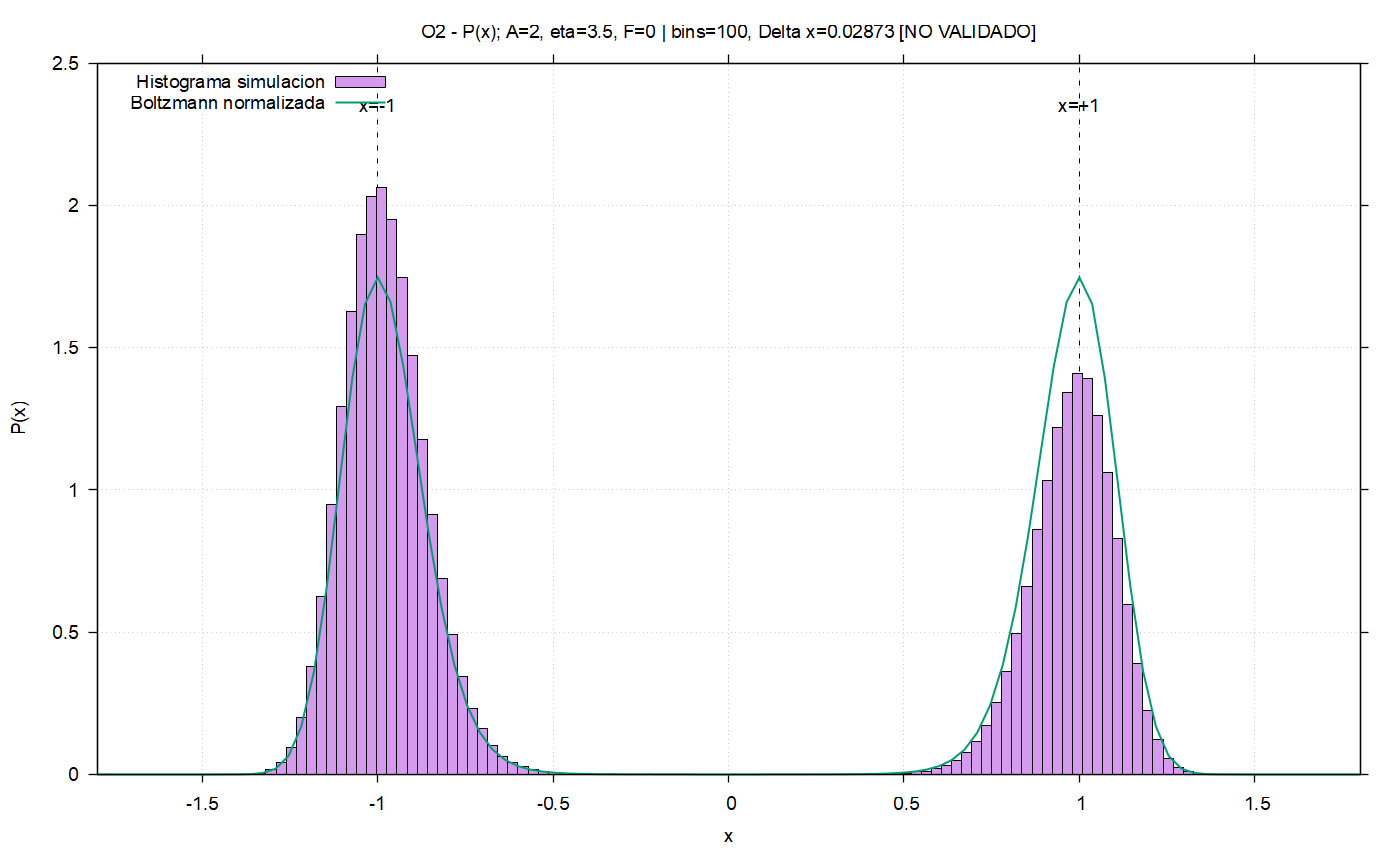 O2 - P(x); A=2, eta=3.5, F=0 | bins=100, Delta x=0.02873 [NO VALIDADO]
2.5
Histograma simulacion
Boltzmann normalizada
x=-1
x=+1
2
1.5
P(x)
1
0.5
0
-1.5
-1
-0.5
0
0.5
1
1.5
x